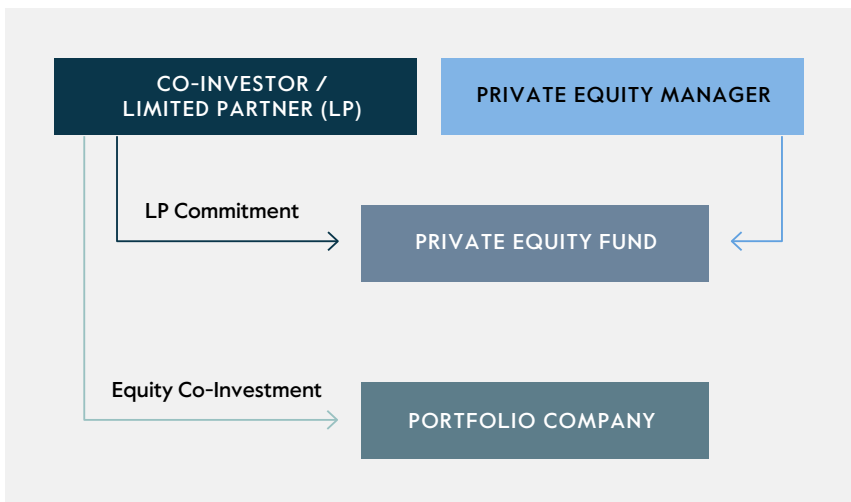 CO-INVESTOR /
LIMITED PARTNER (LP)
PRIVATE EQUITY MANAGER
LP Commitment
PRIVATE EQUITY FUND
Equity Co-Investment
PORTFOLIO COMPANY